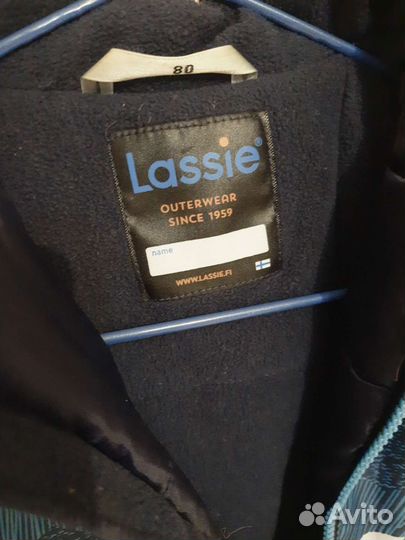 80
Lassie®
OUTERWEAR
SINCE 1959
name
WWW.LASSIE.FI
Avito